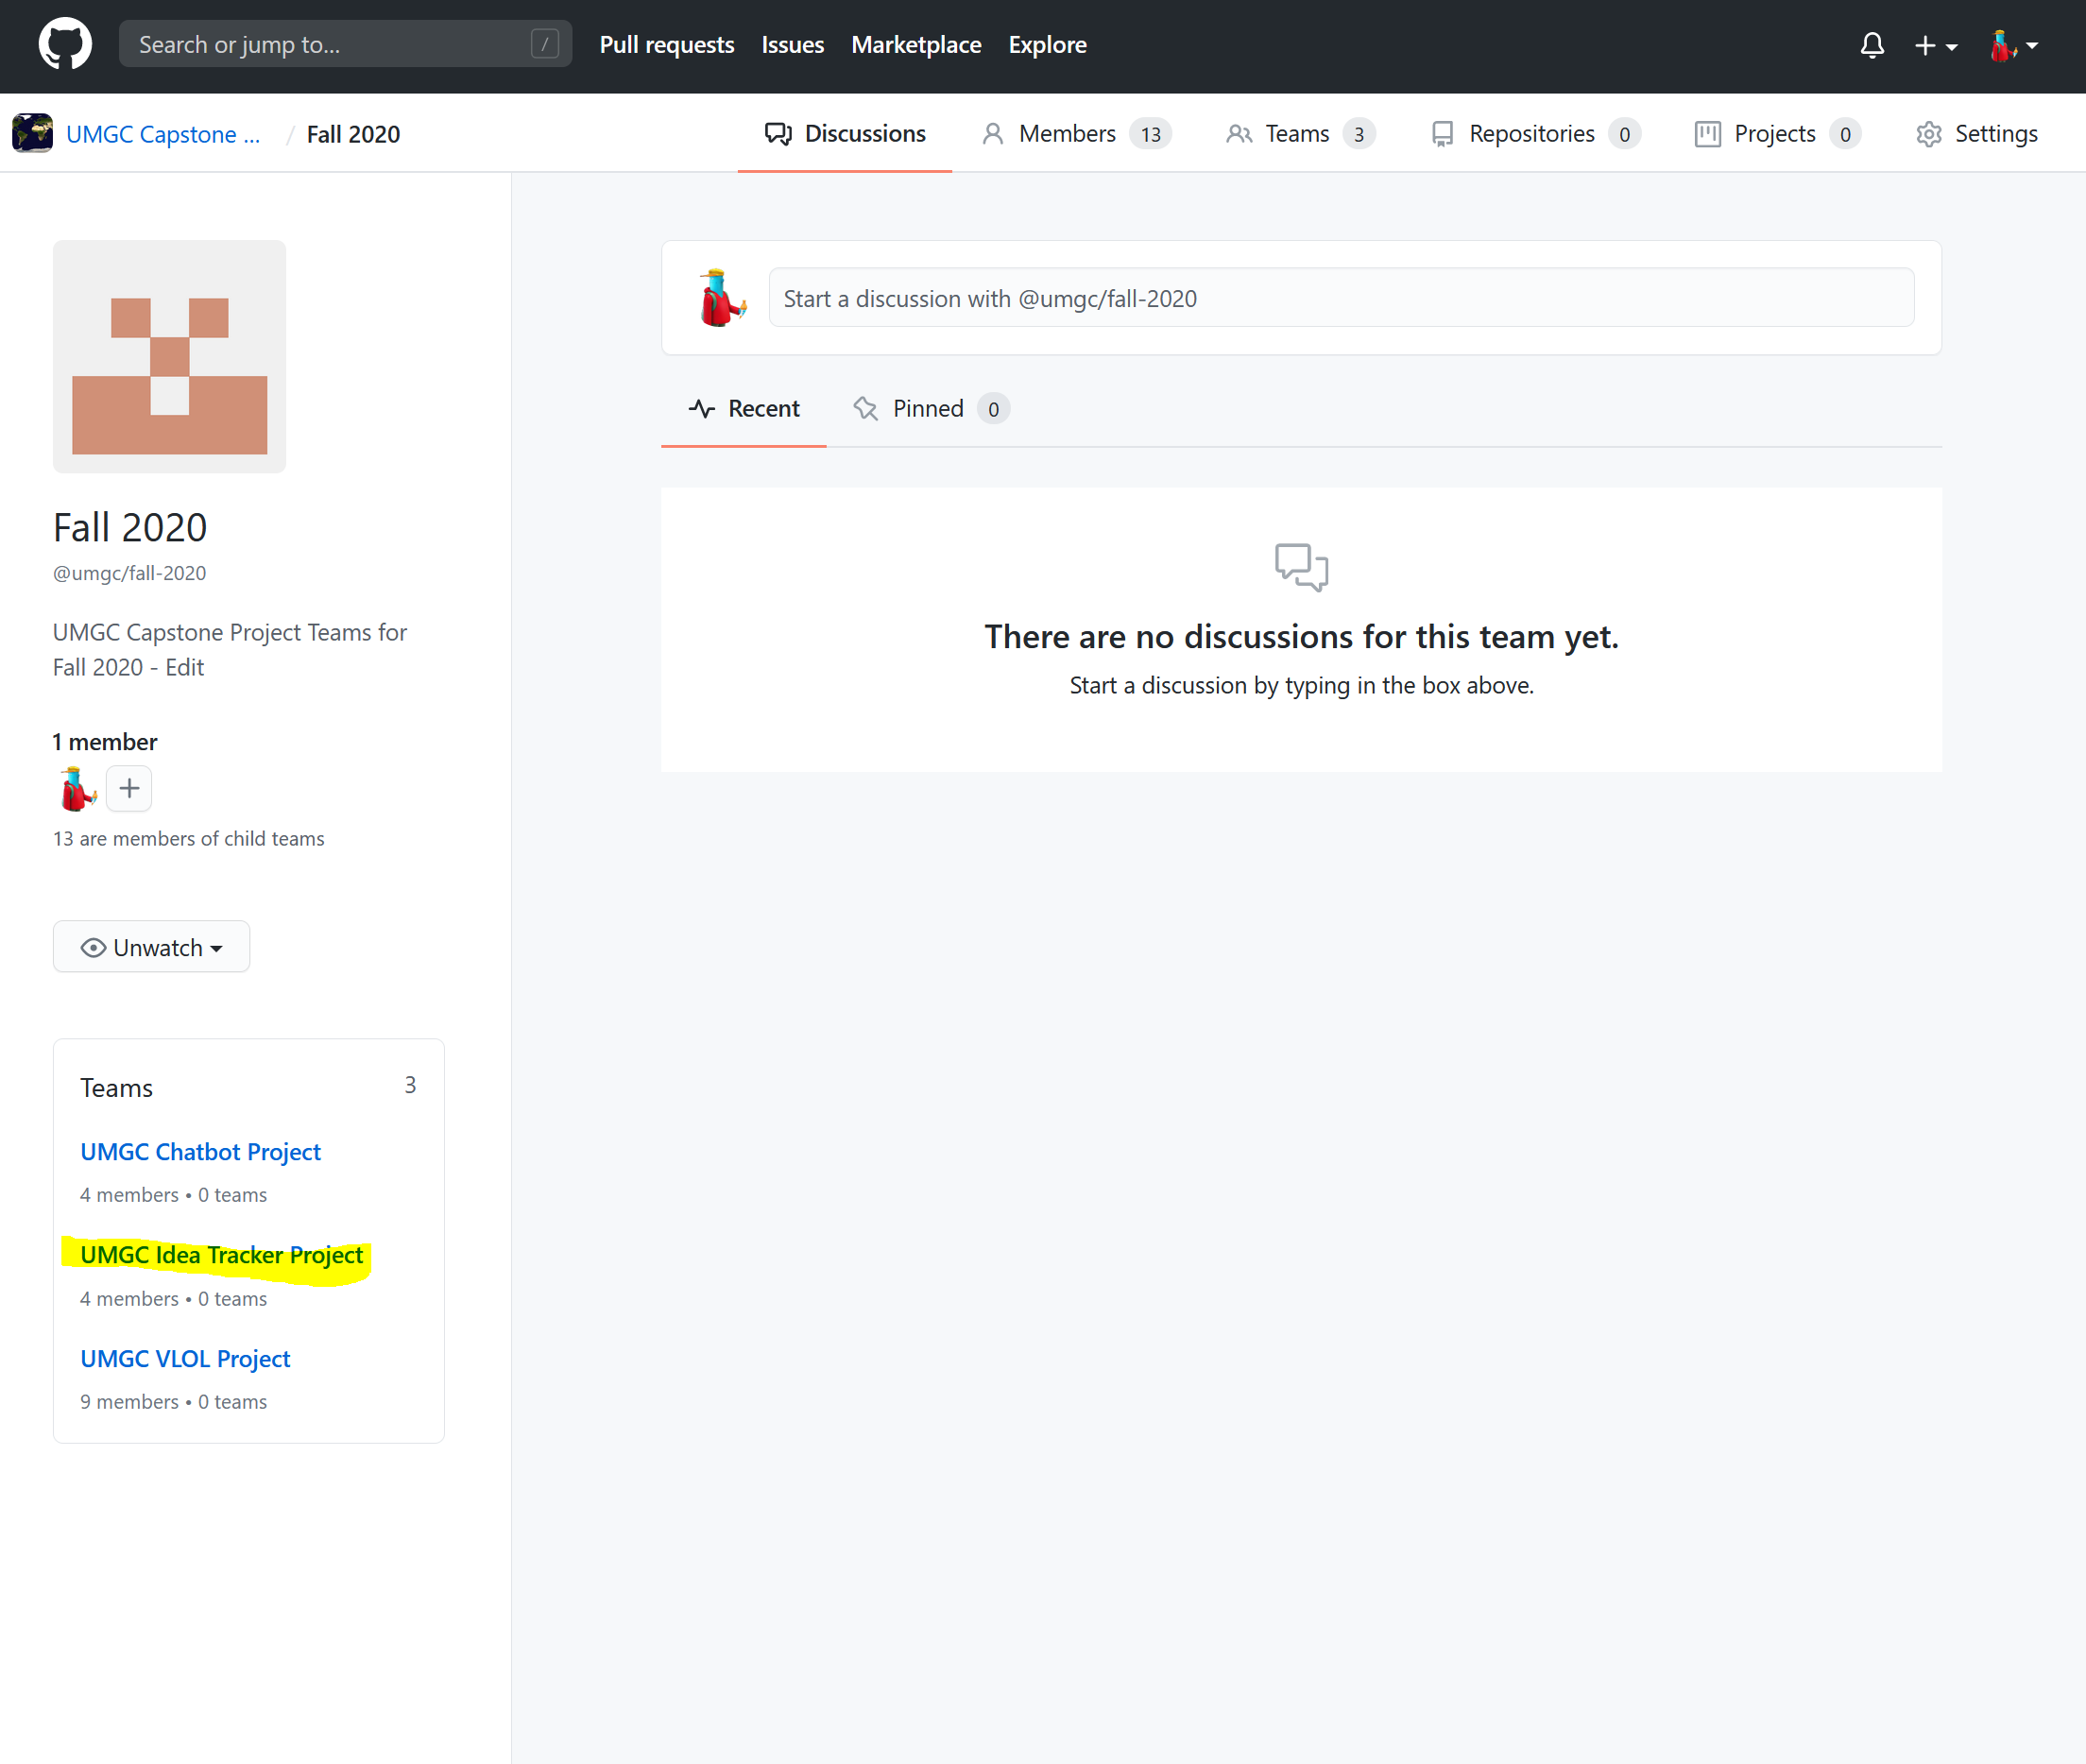 Search or jump to...
/
Pull requests
Issues
Marketplace
Explore
UMGC Capstone ...
/ Fall 2020
Discussions
Members 13
Teams 3
Repositories 0
Projects 0
Settings
Fall 2020
@umgc/fall-2020
UMGC Capstone Project Teams for
Fall 2020 - Edit
1 member
13 are members of child teams
Unwatch
Teams 3
UMGC Chatbot Project
4 members • 0 teams
UMGC Idea Tracker Project
4 members • 0 teams
UMGC VLOL Project
9 members • 0 teams
Start a discussion with @umgc/fall-2020
Recent
Pinned 0
There are no discussions for this team yet.
Start a discussion by typing in the box above.